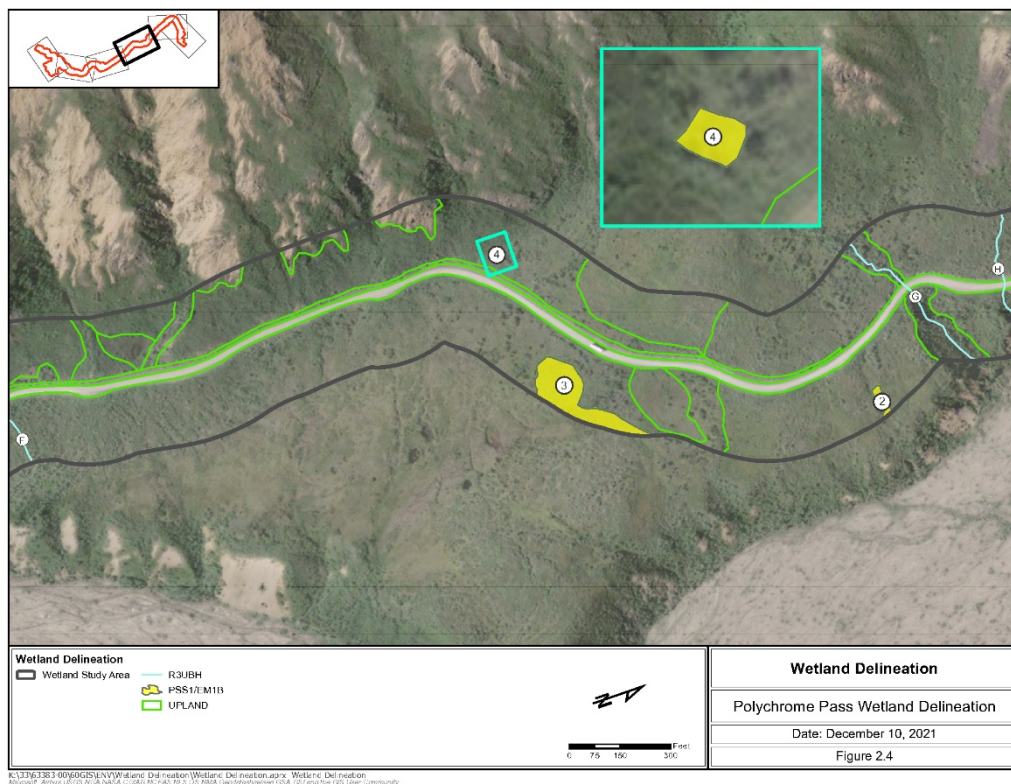 4
4
G
H
3
2
F
Wetland Delineation
Wetland Study Area
R3UBH
PSS1/EM1B
UPLAND
N
Feet
0 75 150 300
Wetland Delineation
Polychrome Pass Wetland Delineation
Date: December 10, 2021
Figure 2.4